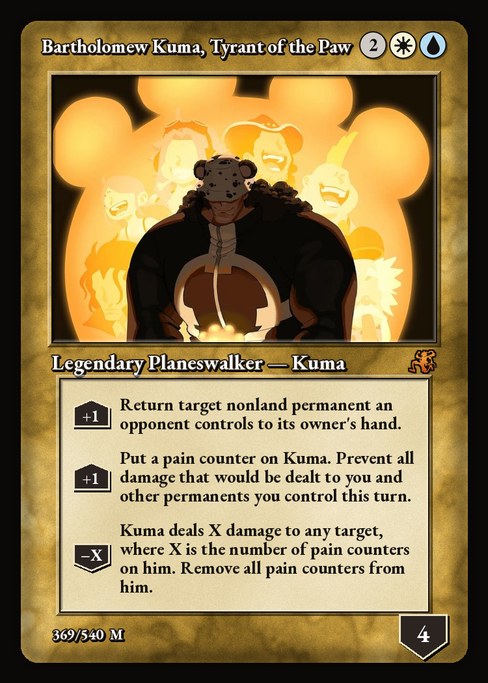 Bartholomew Kuma, Tyrant of the Paw 2
Legendary Planeswalker — Kuma
+1
Return target nonland permanent an
opponent controls to its owner's hand.
+1
Put a pain counter on Kuma. Prevent all
damage that would be dealt to you and
other permanents you control this turn.
−X
Kuma deals X damage to any target,
where X is the number of pain counters
on him. Remove all pain counters from
him.
369/540 M
4